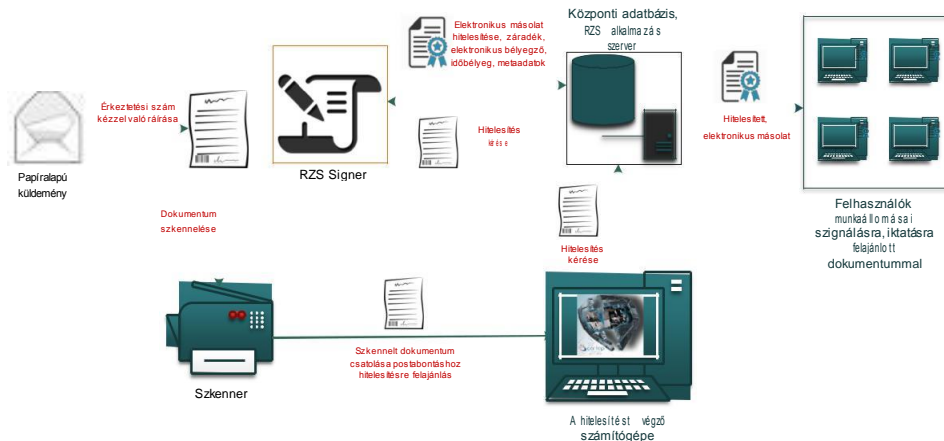 Elektronikus másolat
hitelesítése, záradék,
elektronikus bélyegző,
időbélyeg, metaadatok
Központi adatbázis,
RZS alkalmazás
szerver
Érkeztetési szám
kézzel való ráírása
Hitelesítés
kérése
Hitelesített,
elektronikus másolat
Papíralapú
küldemény
RZS Signer
Felhasználók
munkaállomásai
szignálásra, iktatásra
felajánlott
dokumentummal
Dokumentum
szkennelése
Hitelesítés
kérése
Szkennelt dokumentum
csatolása postabontáshoz
hitelesítésre felajánlás
Szkenner
A hitelesítést végző
számítógépe